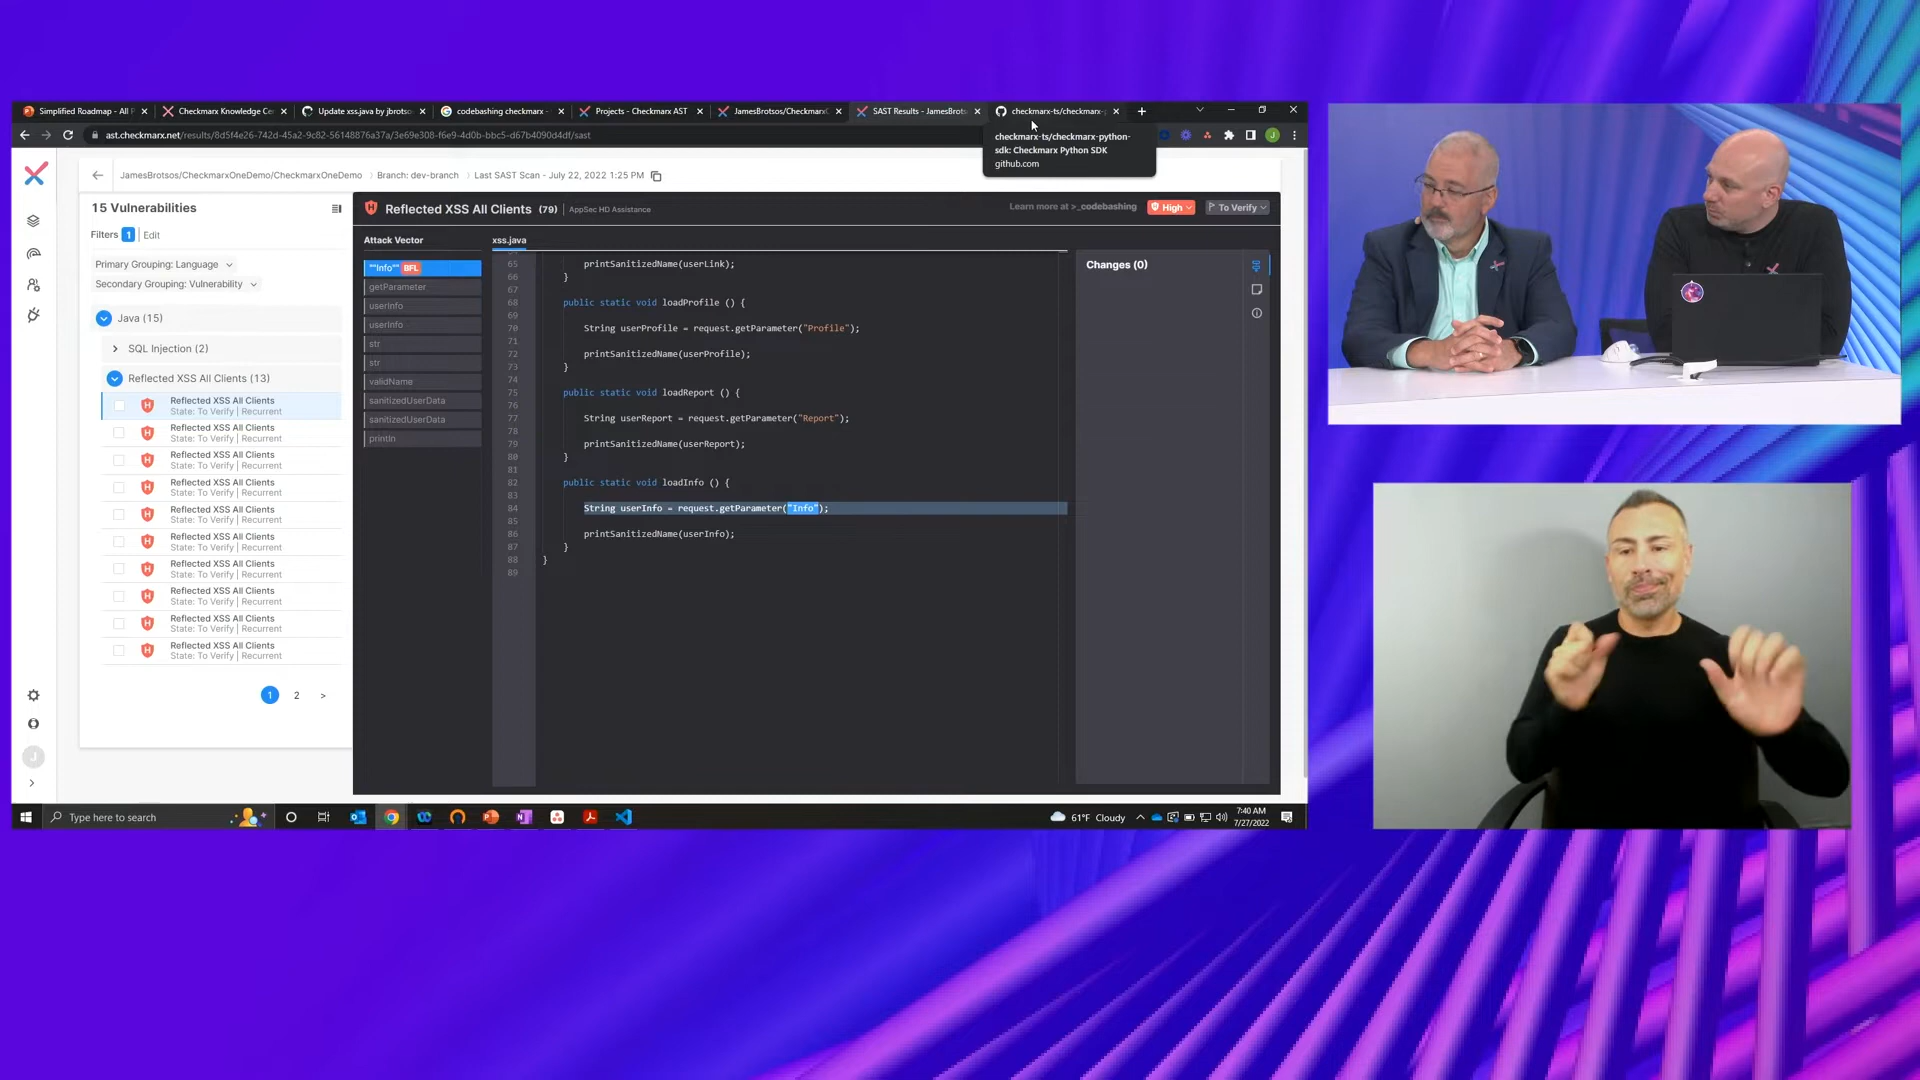 Simplified Roadmap - All P
Checkmarx Knowledge Ce
Update xss.java by jbrotso
codebashing checkmarx -
Projects - Checkmarx AST
JamesBrotsos/Checkmarx
SAST Results - JamesBrots
checkmarx-ts/checkmarx-p
ast.checkmarx.net/results/8d5f4e26-742d-45a2-9c82-56148876a37a/3e69e308-f6e9-4d0b-bbc5-d67b4090d4df/sast
checkmarx-ts/checkmarx-python-
sdk: Checkmarx Python SDK
github.com
JamesBrotsos/CheckmarxOneDemo/CheckmarxOneDemo
Branch: dev-branch
Last SAST Scan - July 22, 2022 1:25 PM
15 Vulnerabilities
Filters 1 Edit
Primary Grouping: Language
Secondary Grouping: Vulnerability
Java (15)
SQL Injection (2)
Reflected XSS All Clients (13)
Reflected XSS All Clients
State: To Verify | Recurrent
Reflected XSS All Clients
State: To Verify | Recurrent
Reflected XSS All Clients
State: To Verify | Recurrent
Reflected XSS All Clients
State: To Verify | Recurrent
Reflected XSS All Clients
State: To Verify | Recurrent
Reflected XSS All Clients
State: To Verify | Recurrent
Reflected XSS All Clients
State: To Verify | Recurrent
Reflected XSS All Clients
State: To Verify | Recurrent
Reflected XSS All Clients
State: To Verify | Recurrent
Reflected XSS All Clients
State: To Verify | Recurrent
1 2 >
J
Reflected XSS All Clients (79) | AppSec HD Assistance
Learn more at >_codebashing
High
To Verify
Attack Vector
""Info"" BFL
getParameter
userInfo
userInfo
str
str
validName
sanitizedUserData
sanitizedUserData
println
xss.java
65 printSanitizedName(userLink);
66 }
67
68 public static void loadProfile () {
69
70 String userProfile = request.getParameter("Profile");
71
72 printSanitizedName(userProfile);
73 }
74
75 public static void loadReport () {
76
77 String userReport = request.getParameter("Report");
78
79 printSanitizedName(userReport);
80 }
81
82 public static void loadInfo () {
83
84 String userInfo = request.getParameter("Info");
85
86 printSanitizedName(userInfo);
87 }
88 }
89
Changes (0)
Type here to search
61°F Cloudy
7:40 AM
7/27/2022